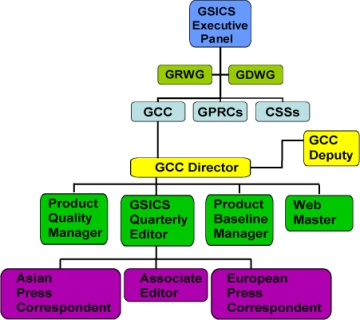 GSICS
Executive
Panel
GRWG
GDWG
GCC
GPRCs
CSSs
GCC
Deputy
GCC Director
Product
Quality
Manager
GSICS
Quarterly
Editor
Product
Baseline
Manager
Web
Master
Asian
Press
Correspondent
Associate
Editor
European
Press
Correspondent